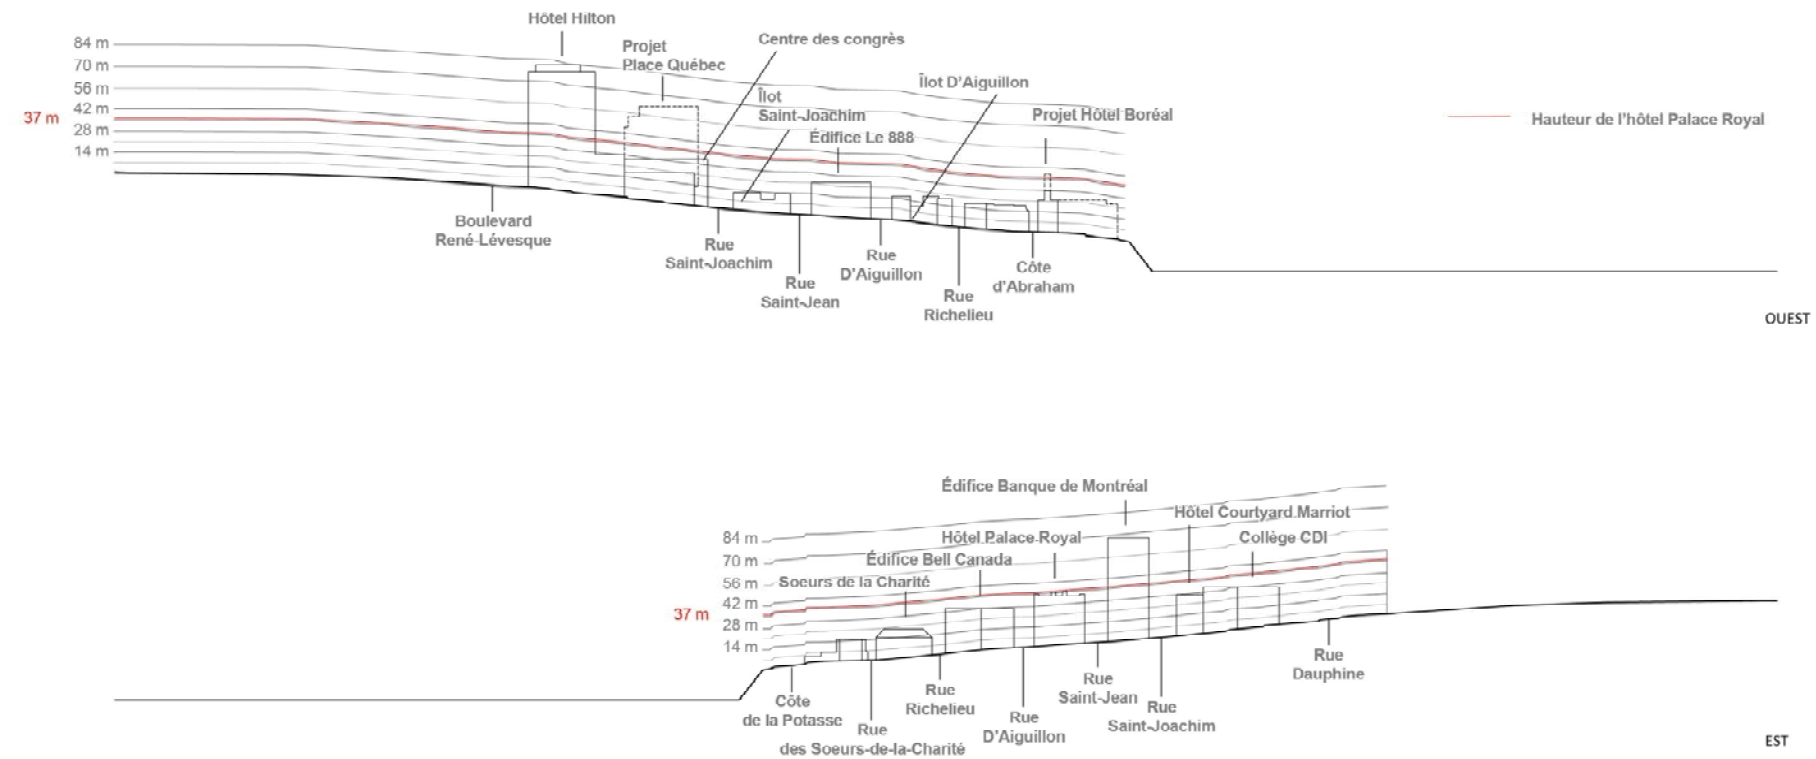 Hôtel Hilton
Projet
Place Québec
Centre des congrès
Îlot
Saint-Joachim
Îlot D'Aiguillon
Édifice Le 888
Projet Hôtel Boréal
84 m
70 m
56 m
42 m
37 m
28 m
14 m
Hauteur de l'hôtel Palace Royal
Boulevard
René-Lévesque
Rue
Saint-Joachim
Rue
Saint-Jean
Rue
D'Aiguillon
Rue
Richelieu
Côte
d'Abraham
OUEST
Édifice Banque de Montréal
Hôtel Courtyard Marriot
Hôtel Palace Royal
Collège CDI
Édifice Bell Canada
Soeurs de la Charité
84 m
70 m
56 m
42 m
37 m
28 m
14 m
Côte
de la Potasse
Rue
des Soeurs-de-la-Charité
Rue
Richelieu
Rue
D'Aiguillon
Rue
Saint-Jean
Rue
Saint-Joachim
Rue
Dauphine
EST